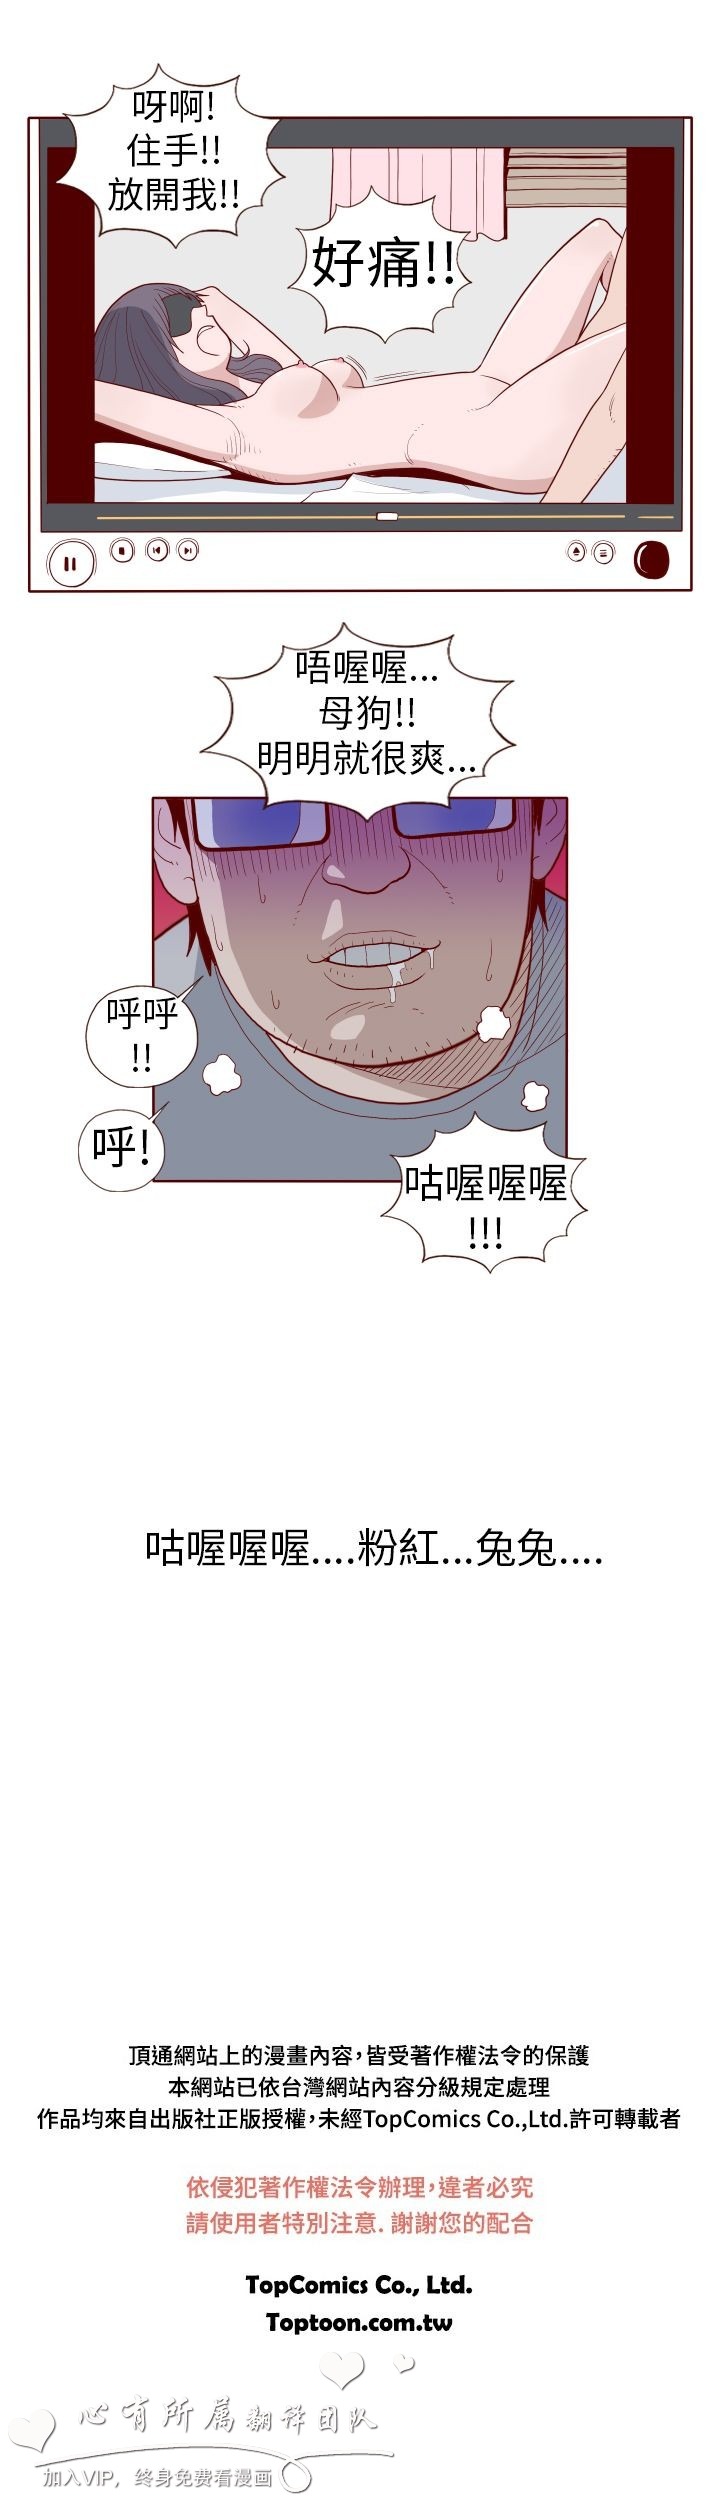 呀啊!
住手!!
放開我!!
好痛!!
唔喔喔...
母狗!!
明明就很爽...
呼呼
!!
呼!
咕喔喔喔
!!!
咕喔喔喔....粉紅...兔兔....
頂通網站上的漫畫內容,皆受著作權法令的保護
本網站已依台灣網站內容分級規定處理
作品均來自出版社正版授權,未經TopComics Co.,Ltd.許可轉載者
依侵犯著作權法令辦理,違者必究
請使用者特別注意. 謝謝您的配合
TopComics Co., Ltd.
Toptoon.com.tw
心有所属翻译团队
加入VIP，终身免费看漫画